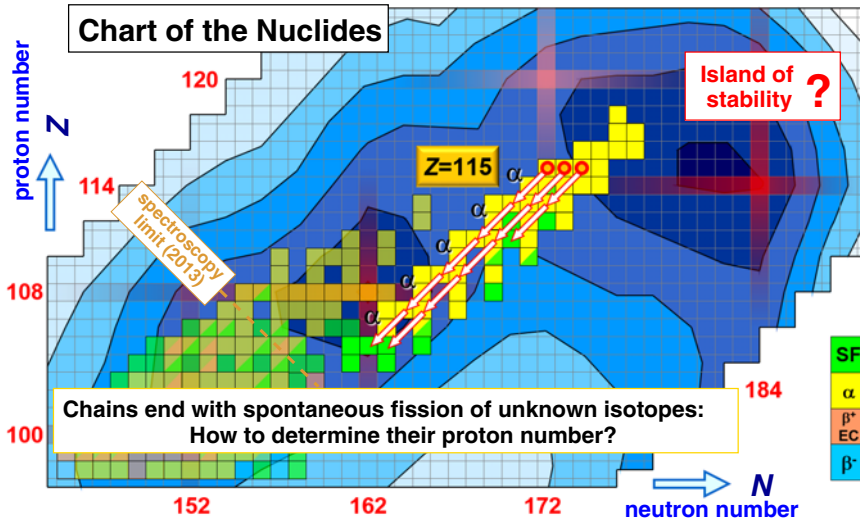 Chart of the Nuclides
proton number
Z
120
114
108
100
Island of
stability ?
Z=115
α
α
α
α
α
spectroscopy
limit (2013)
Chains end with spontaneous fission of unknown isotopes:
How to determine their proton number?
184
SF
α
β+
EC
β-
152
162
172
N
neutron number